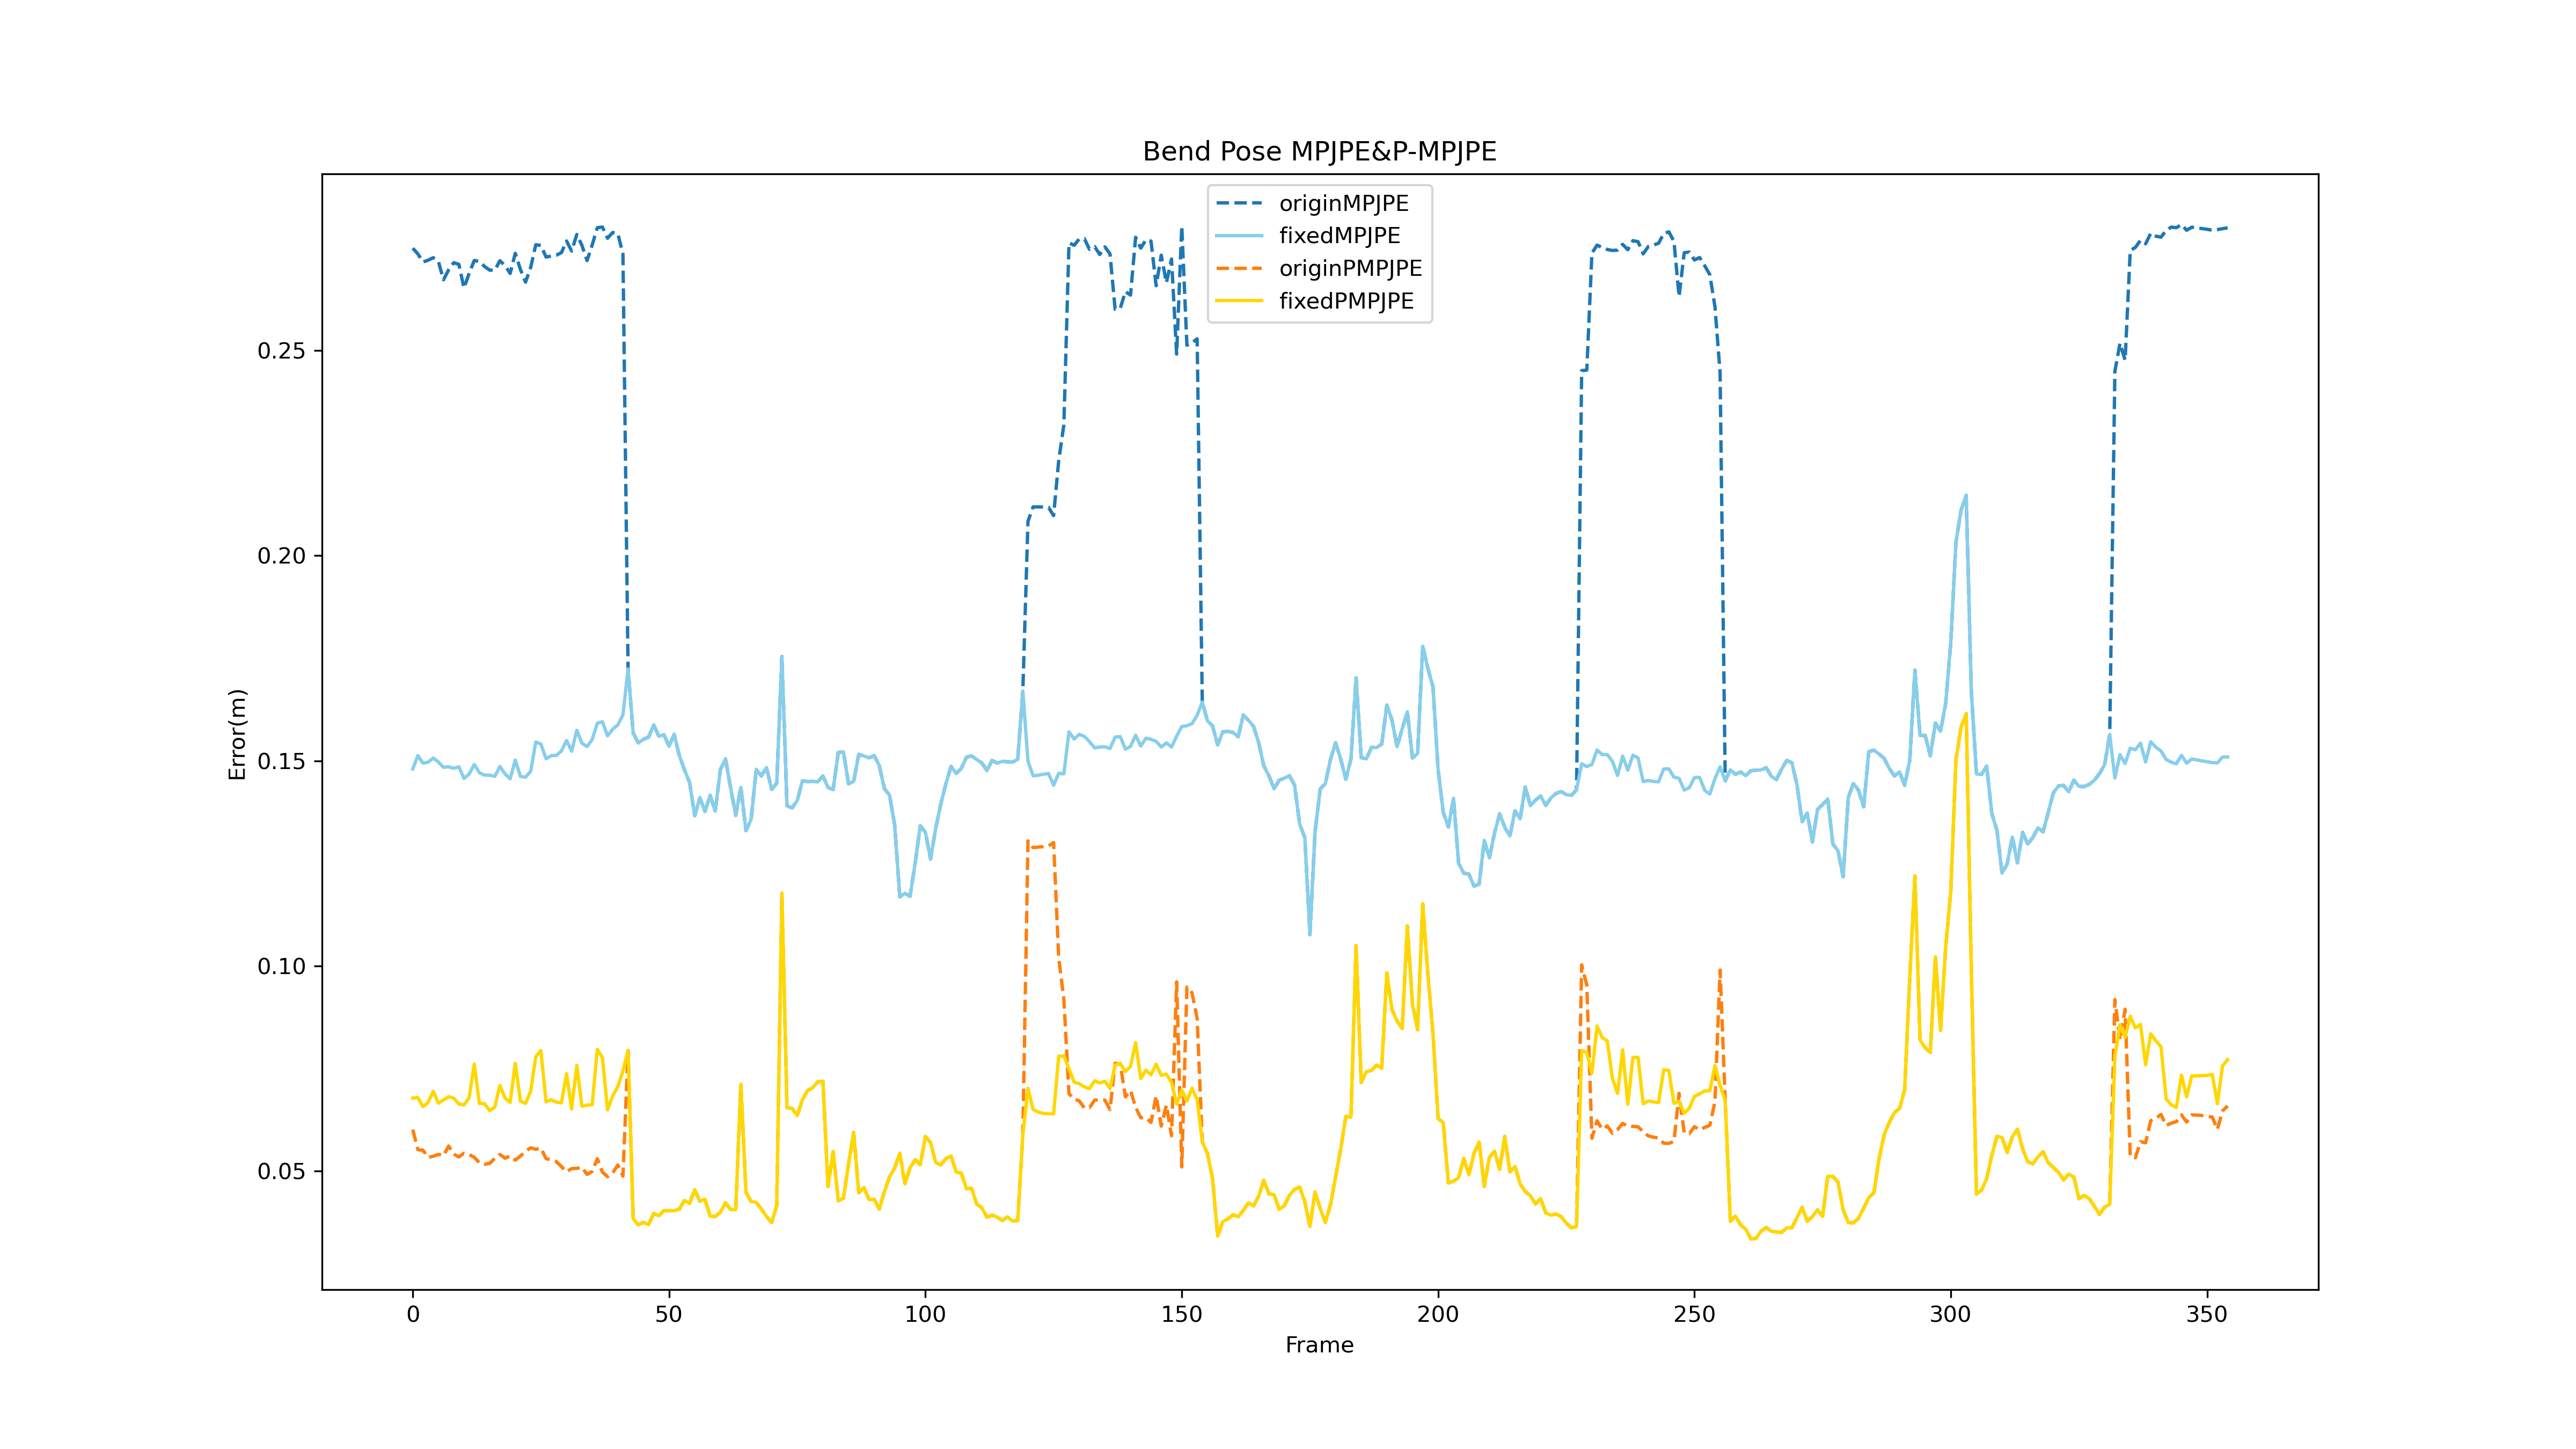 Bend Pose MPJPE&P-MPJPE
originMPJPE
fixedMPJPE
originPMPJPE
fixedPMPJPE
0.25
0.20
0.15
0.10
0.05
Error(m)
0 50 100 150 200 250 300 350
Frame